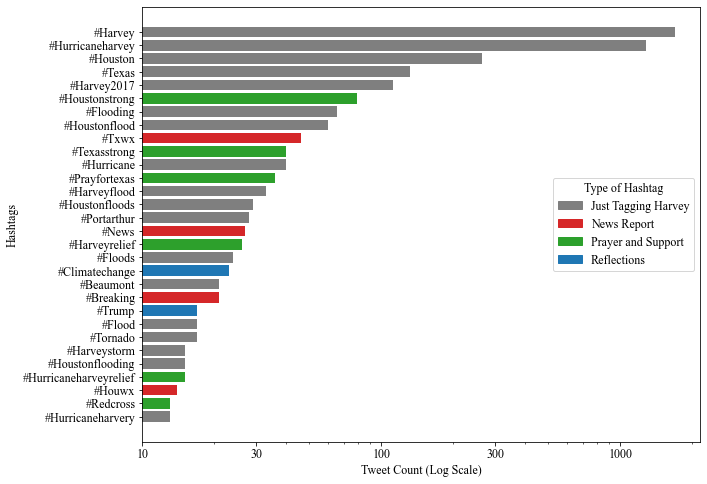 #Harvey
#Hurricaneharvey
#Houston
#Texas
#Harvey2017
#Houstonstrong
#Flooding
#Houstonflood
#Txwx
#Texasstrong
#Hurricane
#Prayfortexas
#Harveyflood
#Houstonfloods
#Portarthur
#News
#Harveyrelief
#Floods
#Climatechange
#Beaumont
#Breaking
#Trump
#Flood
#Tornado
#Harveystorm
#Houstonflooding
#Hurricaneharveyrelief
#Houwx
#Redcross
#Hurricaneharvery
Hashtags
Type of Hashtag
Just Tagging Harvey
News Report
Prayer and Support
Reflections
10 30 100 300 1000
Tweet Count (Log Scale)